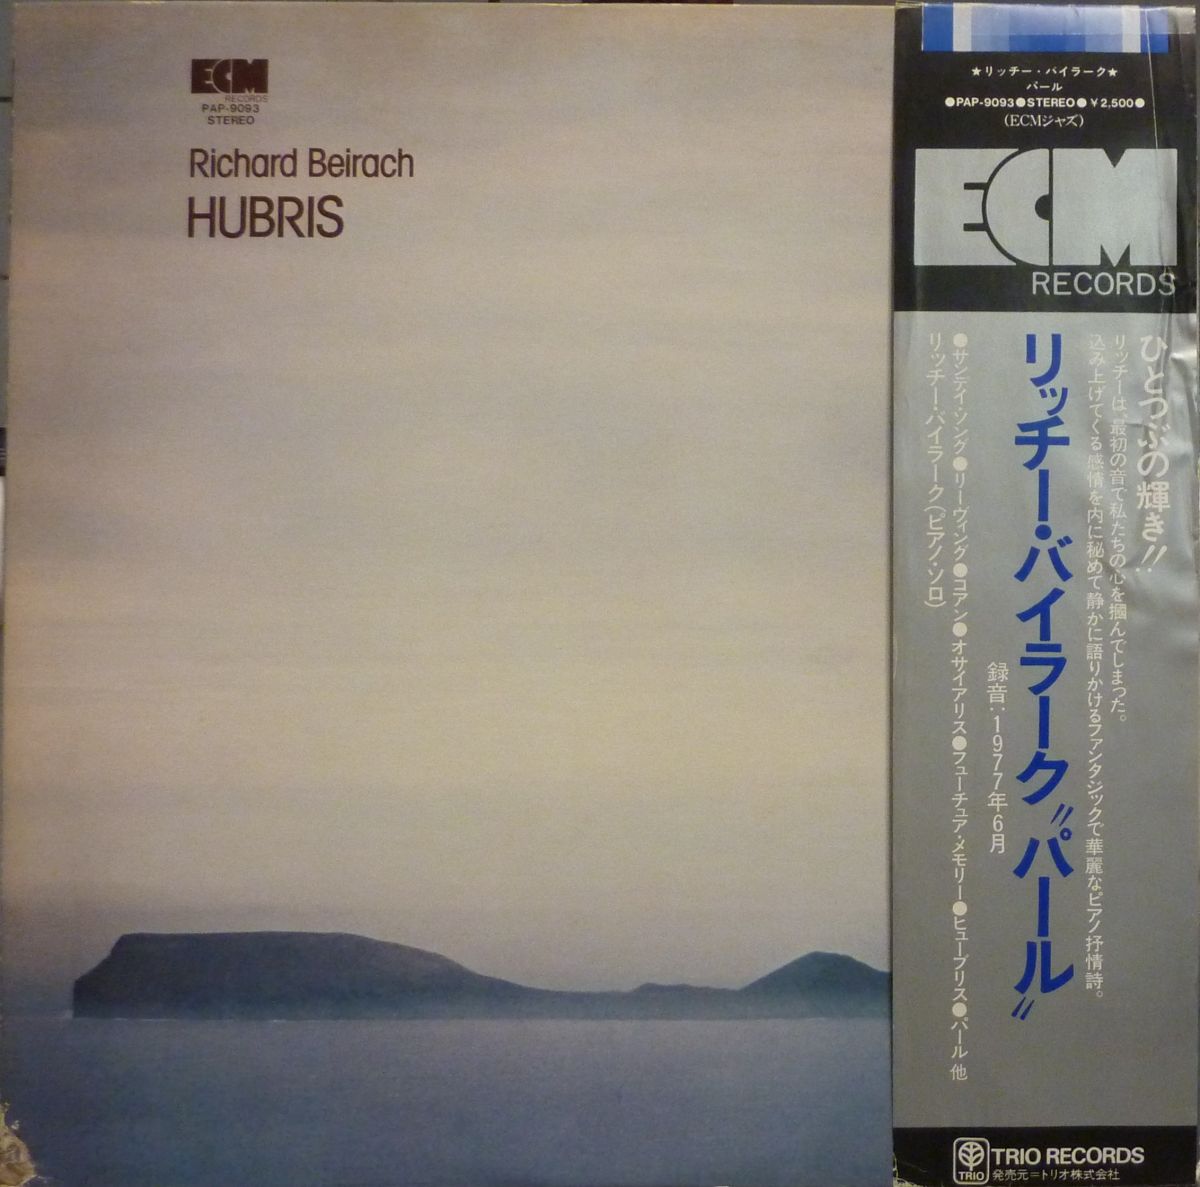 ECM
RECORDS
PAP-9093
STEREO
Richard Beirach
HUBRIS
★リッチー・バイラーク★
パール
●PAP-9093●STEREO●￥2,500●
(ECMジャズ)
ECM
RECORDS
ひとつぶの輝き!!
リッチーは、最初の音で私たちの心を摑んでしまった。
込み上げてくる感情を内に秘めて静かに語りかけるファンタジックで華麗なピアノ抒情詩。
リッチー・バイラーク〝パール〟
録音:1977年6月
●サンデイ・ソング●リーヴィング●コアン●オサイアリス●フューチュア・メモリー●ヒューブリス●パール 他
リッチー・バイラーク(ピアノ・ソロ)
TRIO
TRIO RECORDS
発売元=トリオ株式会社